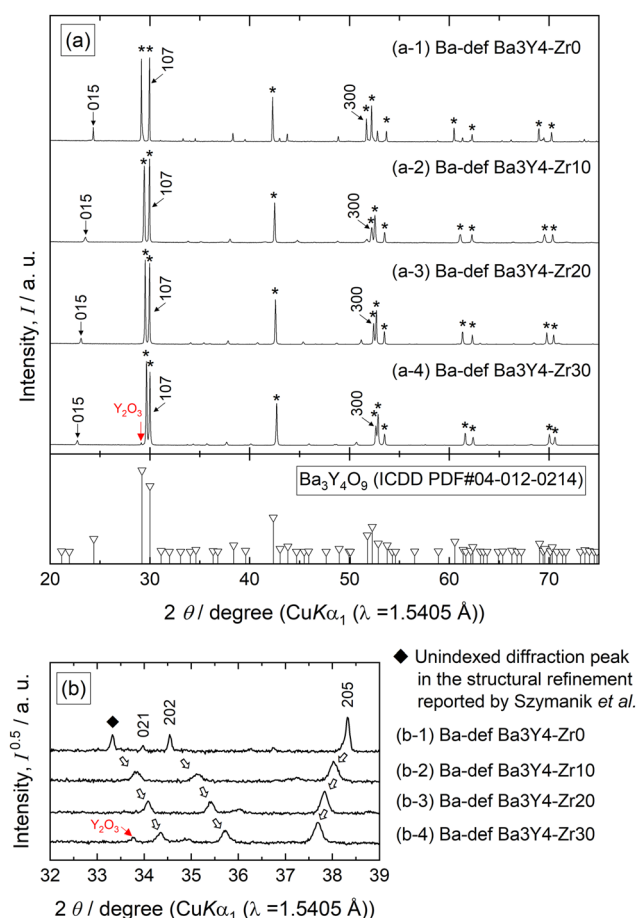 (a)
(a-1) Ba-def Ba3Y4-Zr0
015
* *
107
*
300
* *
*
* *
* *
(a-2) Ba-def Ba3Y4-Zr10
015
* *
107
*
300
* *
*
* *
* *
(a-3) Ba-def Ba3Y4-Zr20
015
* *
107
*
300
* *
*
* *
* *
(a-4) Ba-def Ba3Y4-Zr30
015
Y₂O₃
* *
107
*
300
* *
*
* *
* *
Intensity, I / a. u.
Ba₃Y₄O₉ (ICDD PDF#04-012-0214)
20 30 40 50 60 70
2 θ / degree (CuKα₁ (λ =1.5405 Å))
(b)
021
202
205
Y₂O₃
Intensity, I⁰·⁵ / a. u.
32 33 34 35 36 37 38 39
2 θ / degree (CuKα₁ (λ =1.5405 Å))
◆ Unindexed diffraction peak
in the structural refinement
reported by Szymanik et al.
(b-1) Ba-def Ba3Y4-Zr0
(b-2) Ba-def Ba3Y4-Zr10
(b-3) Ba-def Ba3Y4-Zr20
(b-4) Ba-def Ba3Y4-Zr30